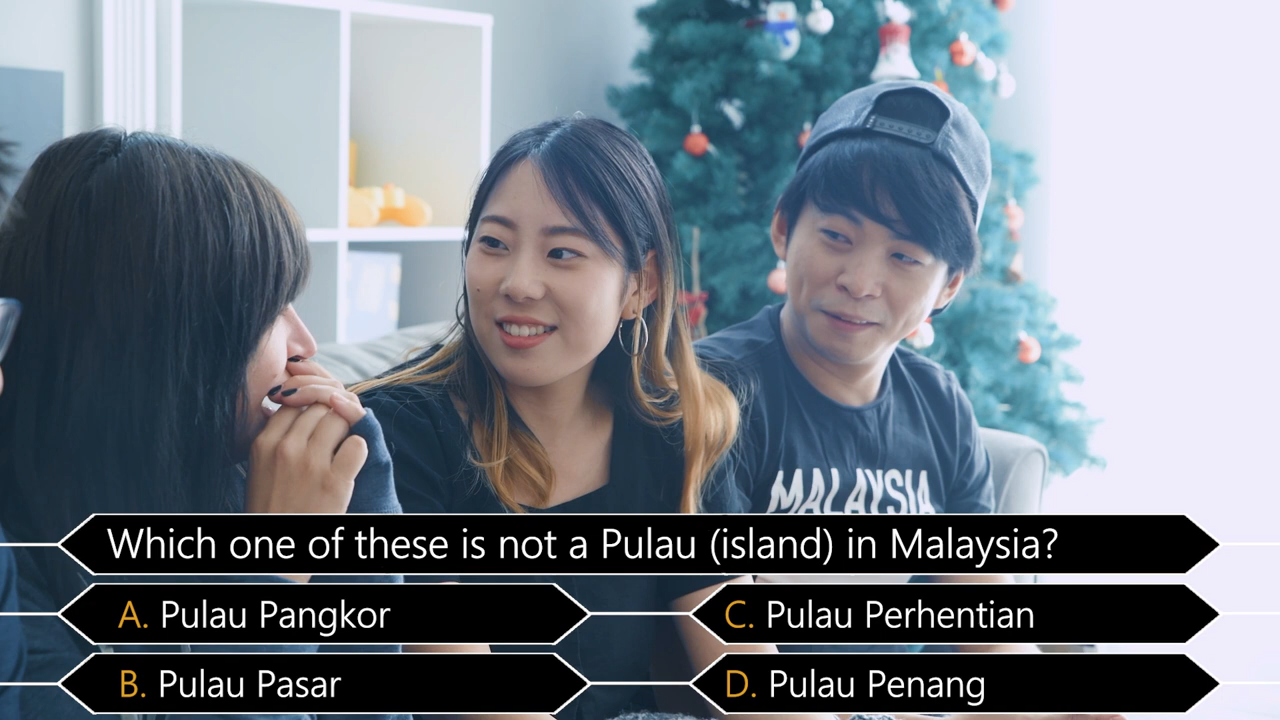 MALAYSIA
Which one of these is not a Pulau (island) in Malaysia?
A. Pulau Pangkor
C. Pulau Perhentian
B. Pulau Pasar
D. Pulau Penang